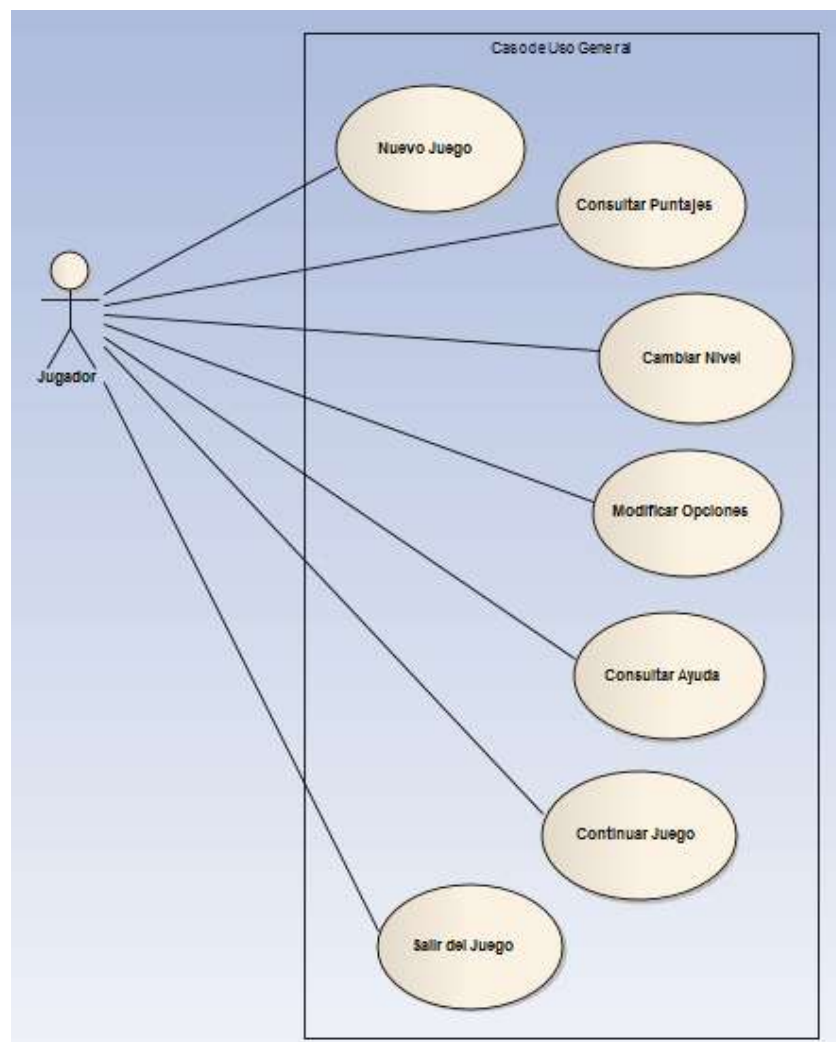 Caso de Uso General
Nuevo Juego
Consultar Puntajes
Cambiar Nivel
Jugador
Modificar Opciones
Consultar Ayuda
Continuar Juego
Salir del Juego